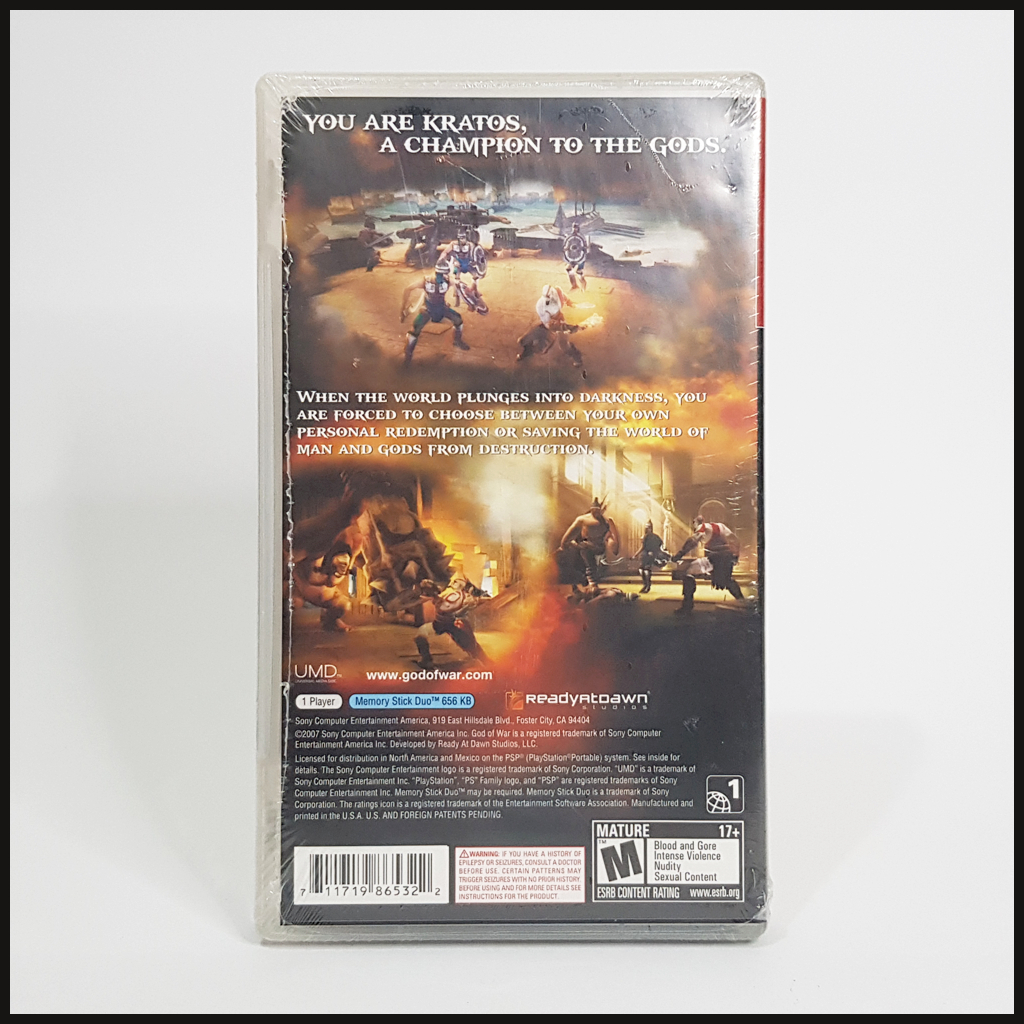 YOU ARE KRATOS,
A CHAMPION TO THE GODS.
WHEN THE WORLD PLUNGES INTO DARKNESS, YOU
ARE FORCED TO CHOOSE BETWEEN YOUR OWN
PERSONAL REDEMPTION OR SAVING THE WORLD OF
MAN AND GODS FROM DESTRUCTION.
UMD™
www.godofwar.com
1 Player
Memory Stick Duo™ 656 KB
READYATDAWN
STUDIOS
Sony Computer Entertainment America, 919 East Hillsdale Blvd., Foster City, CA 94404
©2007 Sony Computer Entertainment America Inc. God of War is a registered trademark of Sony Computer
Entertainment America Inc. Developed by Ready At Dawn Studios, LLC.
Licensed for distribution in North America and Mexico on the PSP® (PlayStation®Portable) system. See inside for
details. The Sony Computer Entertainment logo is a registered trademark of Sony Corporation. "UMD" is a trademark of
Sony Computer Entertainment Inc. "PlayStation", "PS" Family logo, and "PSP" are registered trademarks of Sony
Computer Entertainment Inc. Memory Stick Duo™ may be required. Memory Stick Duo is a trademark of Sony
Corporation. The ratings icon is a registered trademark of the Entertainment Software Association. Manufactured and
printed in the U.S.A. U.S. AND FOREIGN PATENTS PENDING.
1
7 11719 86532 2
WARNING: IF YOU HAVE A HISTORY OF
EPILEPSY OR SEIZURES, CONSULT A DOCTOR
BEFORE USE. CERTAIN PATTERNS MAY
TRIGGER SEIZURES WITH NO PRIOR HISTORY.
BEFORE USING AND FOR MORE DETAILS SEE
INSTRUCTIONS FOR THE PRODUCT.
MATURE 17+
M
™
Blood and Gore
Intense Violence
Nudity
Sexual Content
ESRB CONTENT RATING www.esrb.org